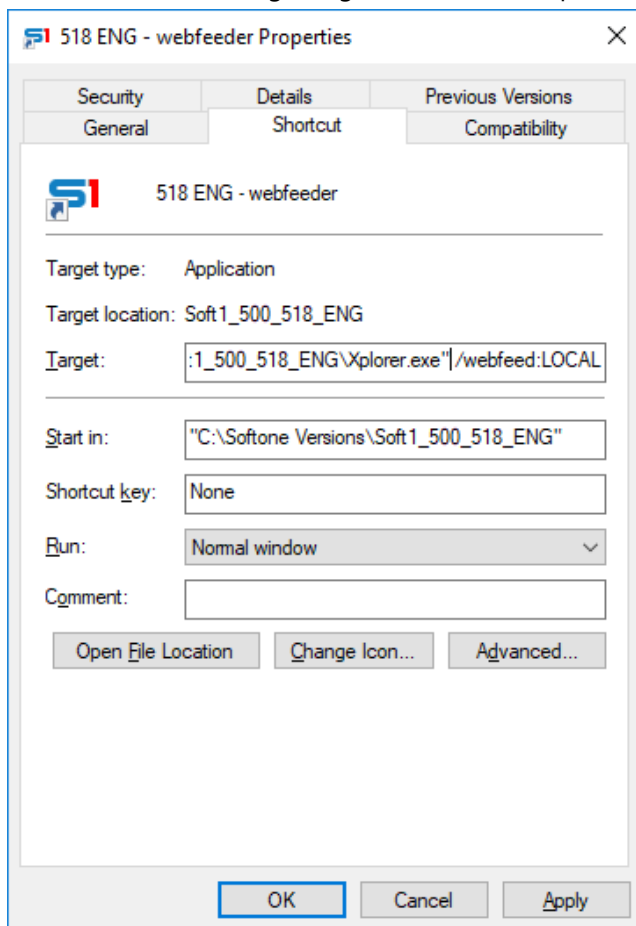 518 ENG - webfeeder Properties
Security Details Previous Versions
General Shortcut Compatibility
518 ENG - webfeeder
Target type: Application
Target location: Soft1_500_518_ENG
Target: :1_500_518_ENG\Xplorer.exe" /webfeed:LOCAL
Start in: "C:\Softone Versions\Soft1_500_518_ENG"
Shortcut key: None
Run: Normal window
Comment:
Open File Location Change Icon... Advanced...
OK Cancel Apply